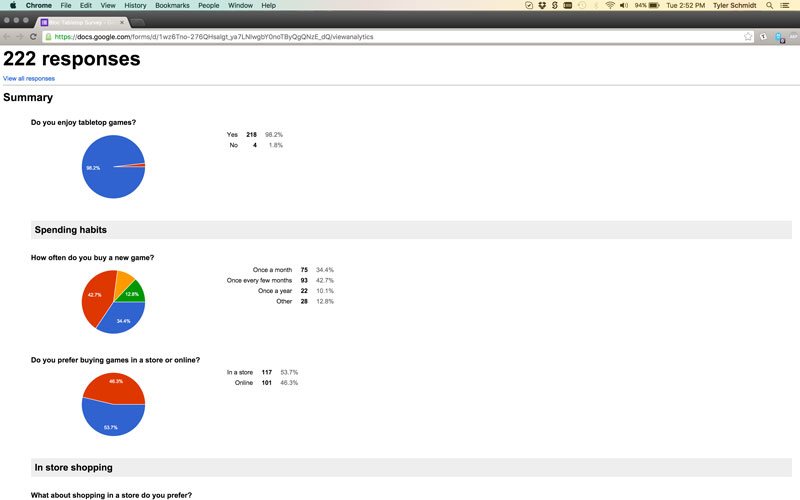 Chrome File Edit View History Bookmarks People Window Help 94% Tue 2:52 PM Tyler Schmidt
Tabletop Survey
https://docs.google.com/forms/d/1wz6Tno-276QHsalgt_ya7LNlwgbY0noTByQgQNzE_dQ/viewanalytics
222 responses
View all responses
Summary
Do you enjoy tabletop games?
Yes 218 98.2%
No 4 1.8%
98.2%
Spending habits
How often do you buy a new game?
Once a month 75 34.4%
Once every few months 93 42.7%
Once a year 22 10.1%
Other 28 12.8%
42.7%
12.8%
34.4%
Do you prefer buying games in a store or online?
In a store 117 53.7%
Online 101 46.3%
46.3%
53.7%
In store shopping
What about shopping in a store do you prefer?